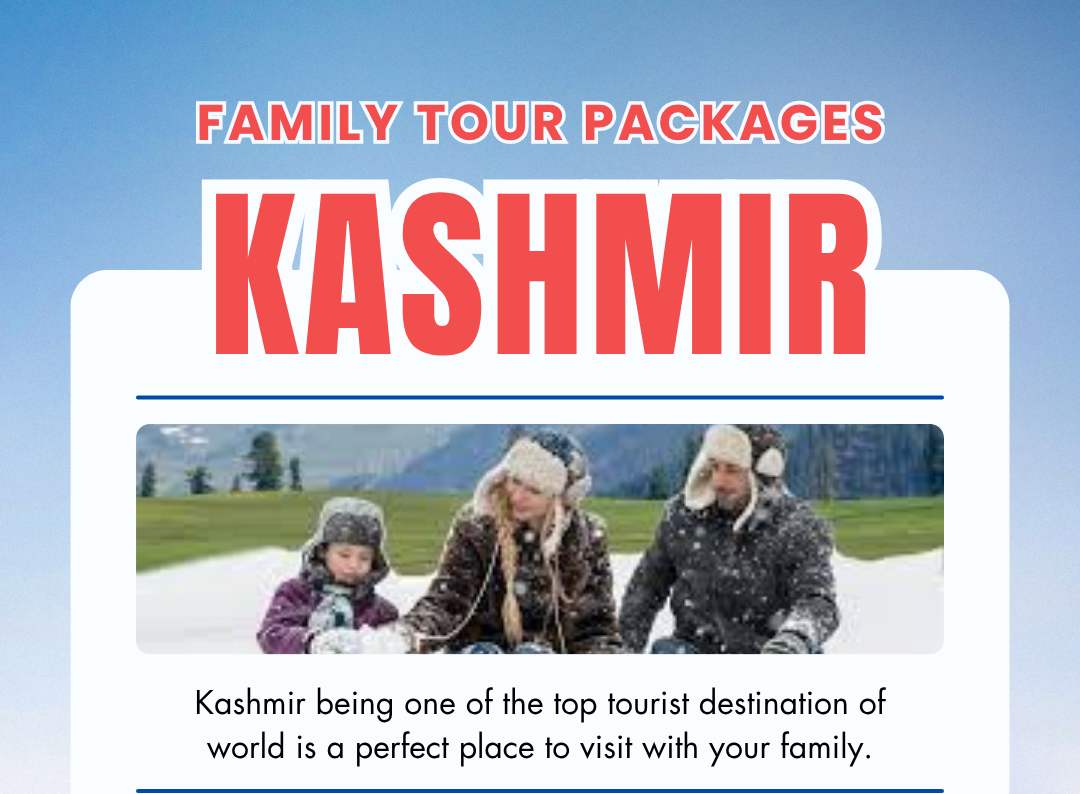 FAMILY TOUR PACKAGES
KASHMIR
Kashmir being one of the top tourist destination of
world is a perfect place to visit with your family.